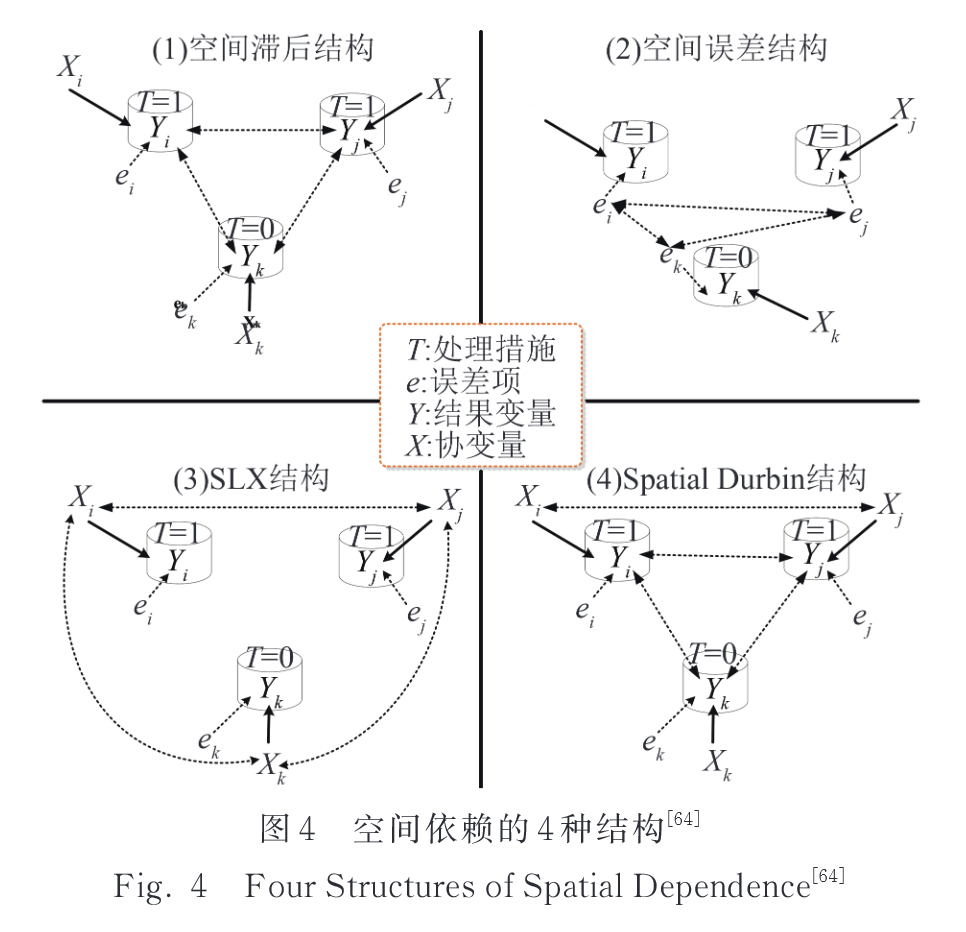 (1)空间滞后结构
X_i
T=1
Y_i
e_i
T=1
Y_j
X_j
e_j
T=0
Y_k
e_k
X_k
(2)空间误差结构
T=1
Y_i
e_i
T=1
Y_j
X_j
e_j
e_k
T=0
Y_k
X_k
T:处理措施
e:误差项
Y:结果变量
X:协变量
(3)SLX结构
X_i
X_j
T=1
Y_i
e_i
T=1
Y_j
e_j
T=0
Y_k
e_k
X_k
(4)Spatial Durbin结构
X_i
X_j
T=1
Y_i
e_i
T=1
Y_j
e_j
T=0
Y_k
e_k
X_k
图4 空间依赖的4种结构[64]
Fig. 4 Four Structures of Spatial Dependence[64]